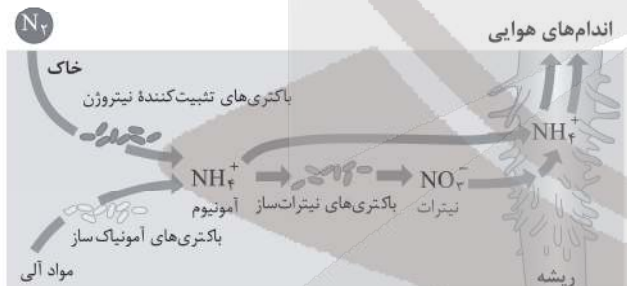 N۲
اندام‌های هوایی
خاک
باکتری‌های تثبیت‌کنندهٔ نیتروژن
NH۴+
NH۴+
NO۳−
آمونیوم
باکتری‌های نیترات‌ساز
نیترات
باکتری‌های آمونیاک‌ساز
مواد آلی
ریشه